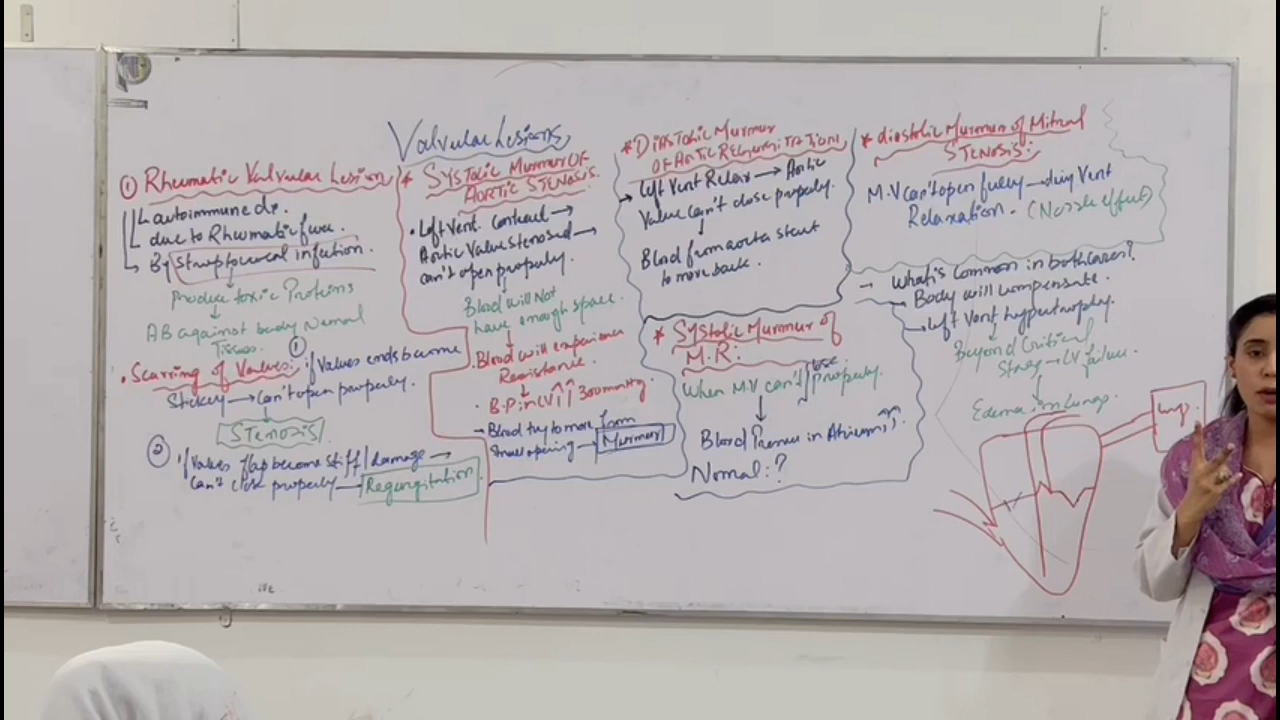 Valvular Lesions
① Rheumatic Valvular Lesion
autoimmune ds.
due to Rheumatic fever.
By Streptococcal infection.
Produce toxic Proteins
AB against body Normal
Tissues.
• Scarring of Valves: ① if Valves ends become
Stickey → can't open properly.
STENOSIS
② if Valves flap become stiff / damage →
can't close properly → Regurgitation
* SYSTOLIC MURMUR OF
AORTIC STENOSIS.
• Left Vent. Contract →
Aortic Valve stenosed →
can't open properly.
Blood will Not
have enough space.
• Blood will experience
Resistance.
• B.P in LV ↑↑ 300mmHg.
→ Blood try to move from
Small opening → Murmur
* DIASTOLIC MURMUR
OF AORTIC REGURGITATION
→ Left Vent Relax → Aortic
Valve can't close properly.
Blood from aorta start
to move back.
* Systolic Murmur of
M.R:
When M.V can't close properly.
Blood Pressure in Atrium ↑↑.
Normal:?
* diastolic Murmur of Mitral
STENOSIS:
M.V can't open fully → during Vent
Relaxation. (Nozzle effect)
→ What's Common in both cases?
→ Body will compensate.
→ Left Vent hypertrophy.
Beyond Critical
Stage → LV failure.
Edema in Lungs.
Lung